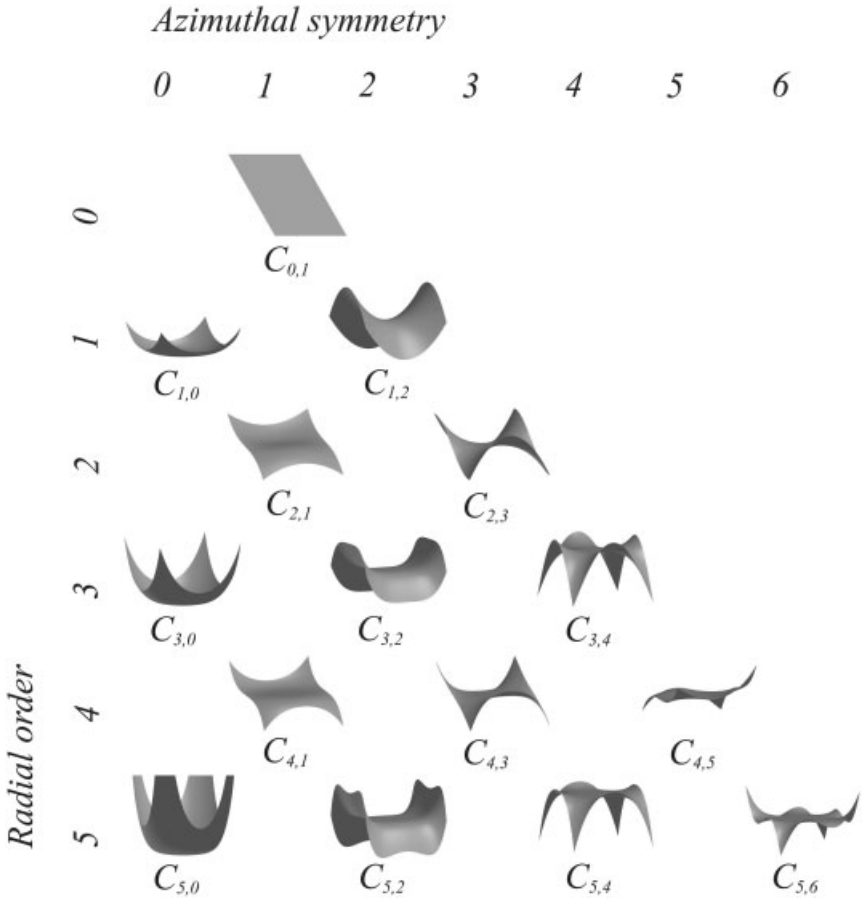 Azimuthal symmetry
0 1 2 3 4 5 6
0
C0,1
1
C1,0 C1,2
2
C2,1 C2,3
3
C3,0 C3,2 C3,4
Radial order
4
C4,1 C4,3 C4,5
5
C5,0 C5,2 C5,4 C5,6